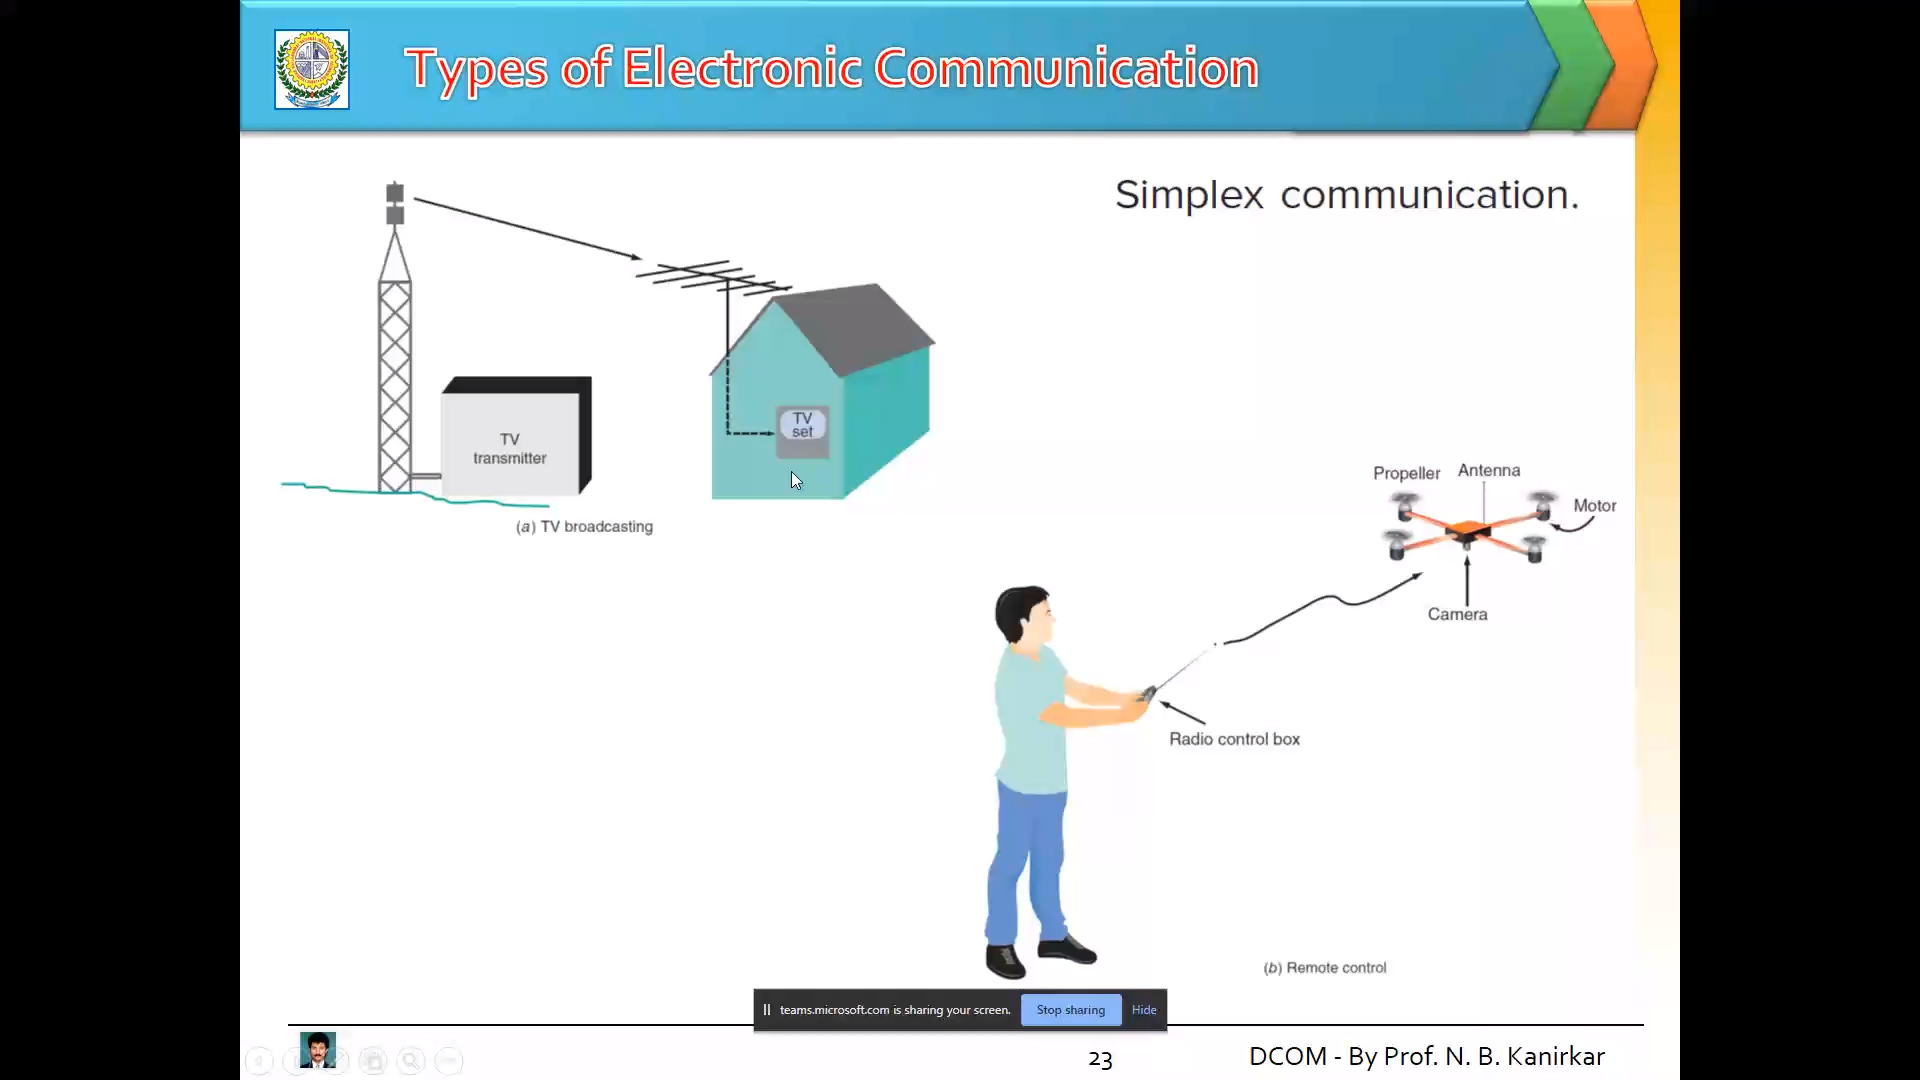 Types of Electronic Communication
Simplex communication.
TV
transmitter
TV
set
(a) TV broadcasting
Propeller
Antenna
Motor
Camera
Radio control box
(b) Remote control
teams.microsoft.com is sharing your screen.
Stop sharing
Hide
23
DCOM - By Prof. N. B. Kanirkar